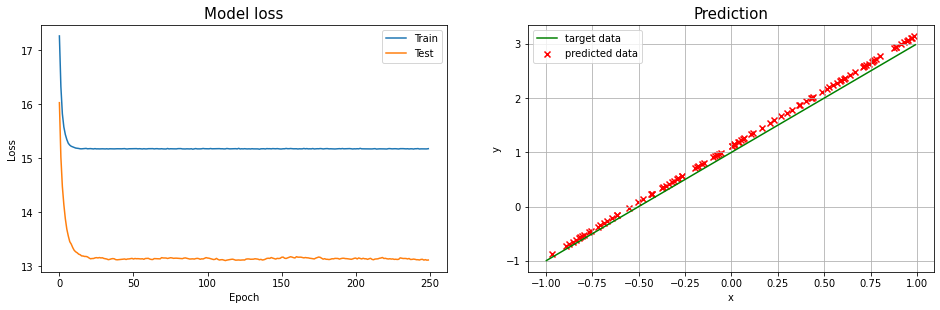 Model loss
Loss
17
16
15
14
13
Train
Test
0
50
100
150
200
250
Epoch
Prediction
y
3
2
1
0
−1
target data
predicted data
−1.00
−0.75
−0.50
−0.25
0.00
0.25
0.50
0.75
1.00
x